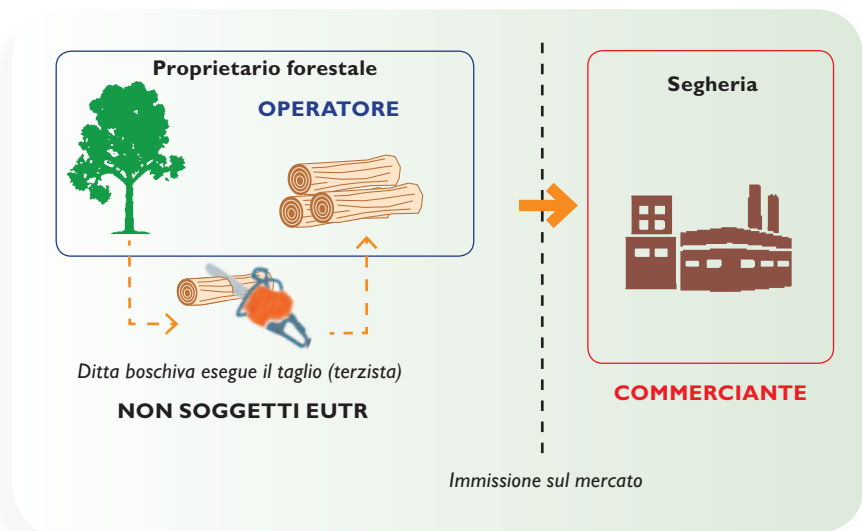 Proprietario forestale
OPERATORE
Segheria
Ditta boschiva esegue il taglio (terzista)
NON SOGGETTI EUTR
COMMERCIANTE
Immissione sul mercato